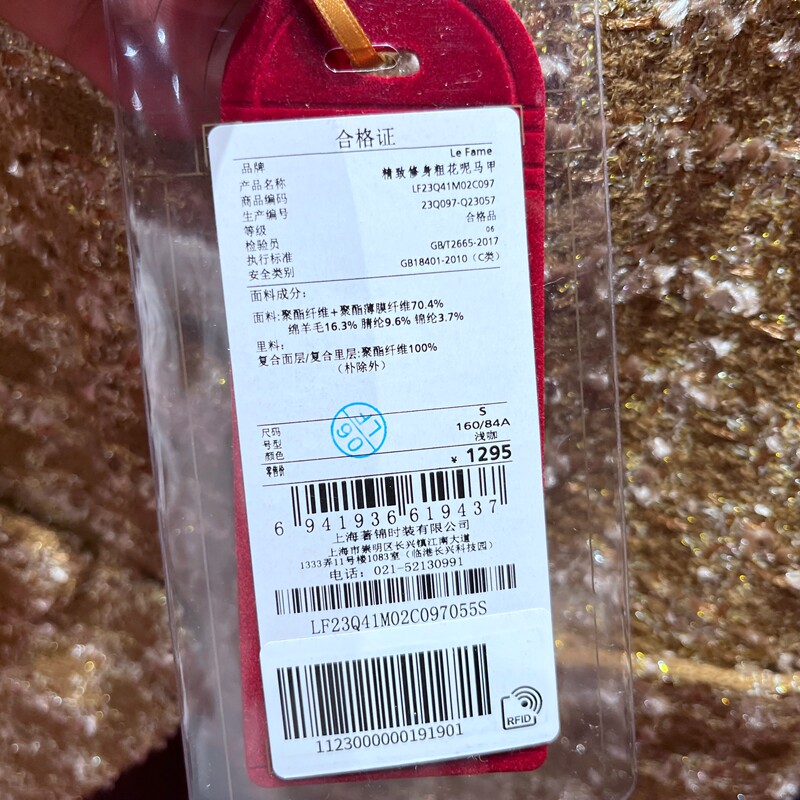 合格证
品牌 Le Fame
产品名称 精致修身粗花呢马甲
商品编码 LF23Q41M02C097
生产编号 23Q097-Q23057
等级 合格品
检验员 06
执行标准 GB/T2665-2017
安全类别 GB18401-2010（C类）
面料成分：
面料:聚酯纤维+聚酯薄膜纤维70.4%
绵羊毛16.3% 腈纶9.6% 锦纶3.7%
里料：
复合面层/复合里层:聚酯纤维100%
（朴除外）
尺码 S
号型 160/84A
颜色 浅咖
零售价 ¥ 1295
6 941936 619437
上海著锦时装有限公司
上海市崇明区长兴镇江南大道
1333弄11号楼1083室（临港长兴科技园）
电话：021-52130991
LF23Q41M02C097055S
RFID
1123000000191901